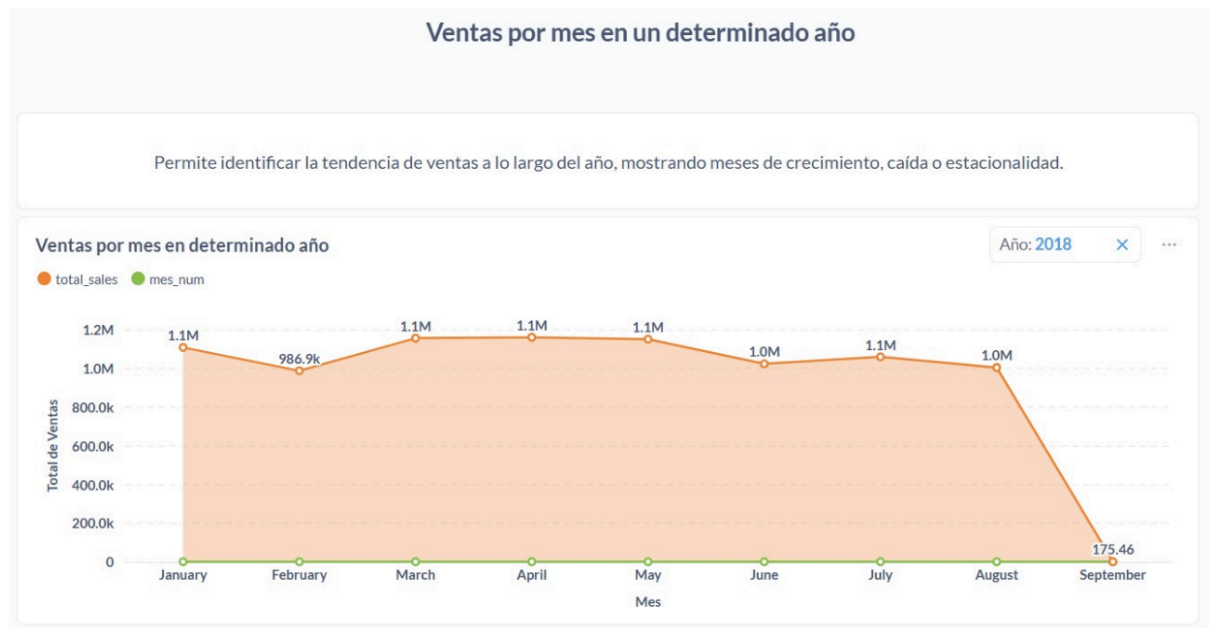 Ventas por mes en un determinado año
Permite identificar la tendencia de ventas a lo largo del año, mostrando meses de crecimiento, caída o estacionalidad.
Ventas por mes en determinado año
Año: 2018
total_sales mes_num
1.2M
1.0M
800.0k
600.0k
400.0k
200.0k
0
Total de Ventas
1.1M 986.9k 1.1M 1.1M 1.1M 1.0M 1.1M 1.0M 175.46
January February March April May June July August September
Mes